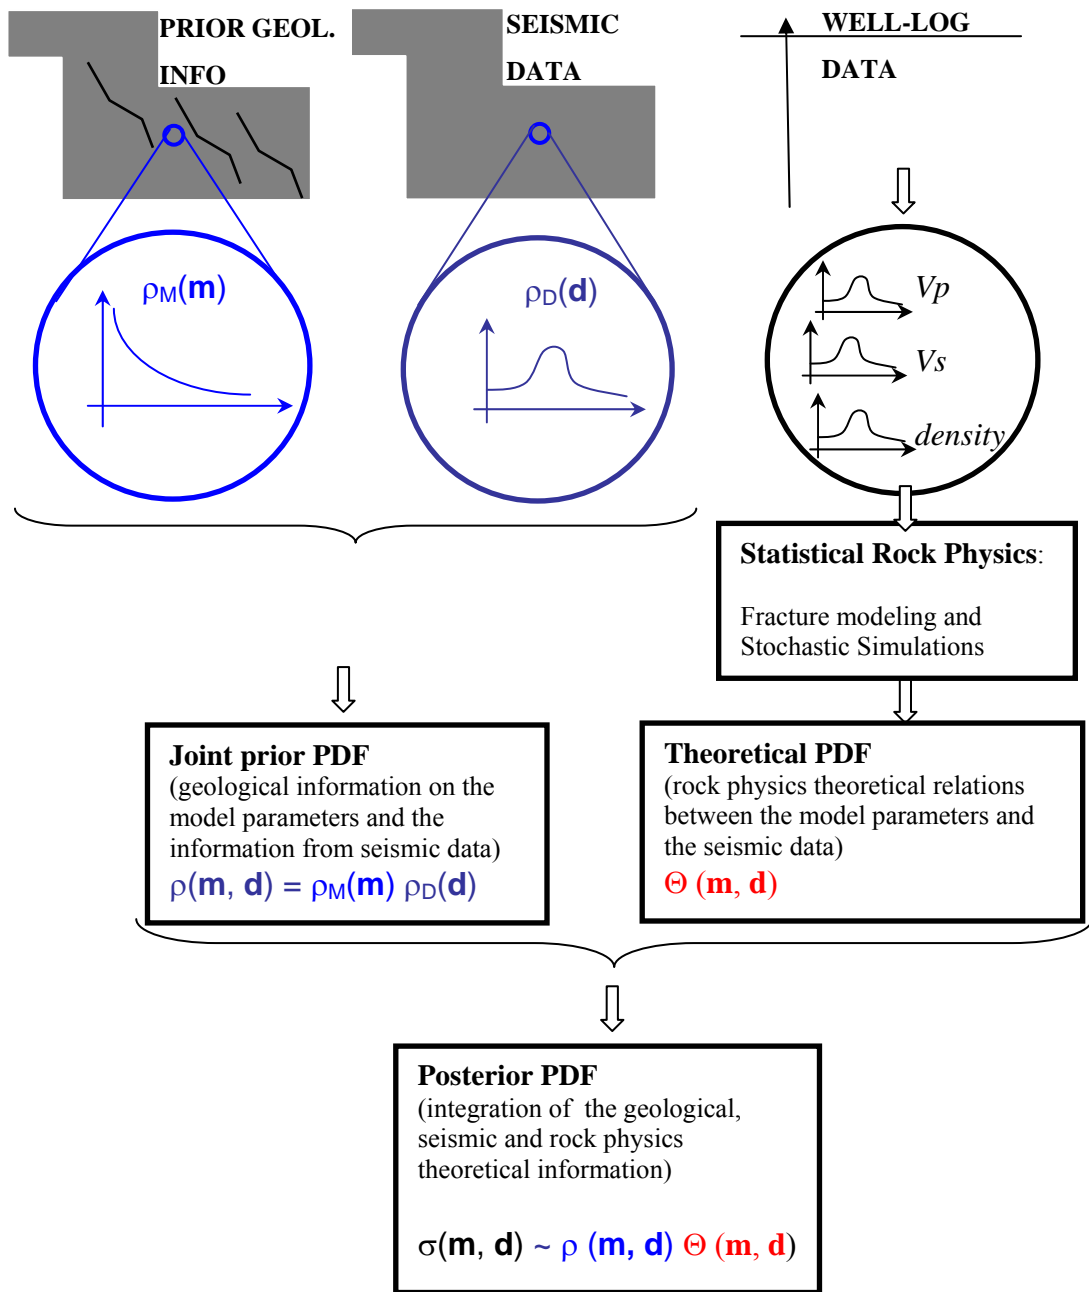 PRIOR GEOL.
INFO
SEISMIC
DATA
WELL-LOG
DATA
ρM(m)
ρD(d)
Vp
Vs
density
Statistical Rock Physics:
Fracture modeling and
Stochastic Simulations
Joint prior PDF
(geological information on the
model parameters and the
information from seismic data)
ρ(m, d) = ρM(m) ρD(d)
Theoretical PDF
(rock physics theoretical relations
between the model parameters and
the seismic data)
Θ (m, d)
Posterior PDF
(integration of the geological,
seismic and rock physics
theoretical information)
σ(m, d) ~ ρ (m, d) Θ (m, d)